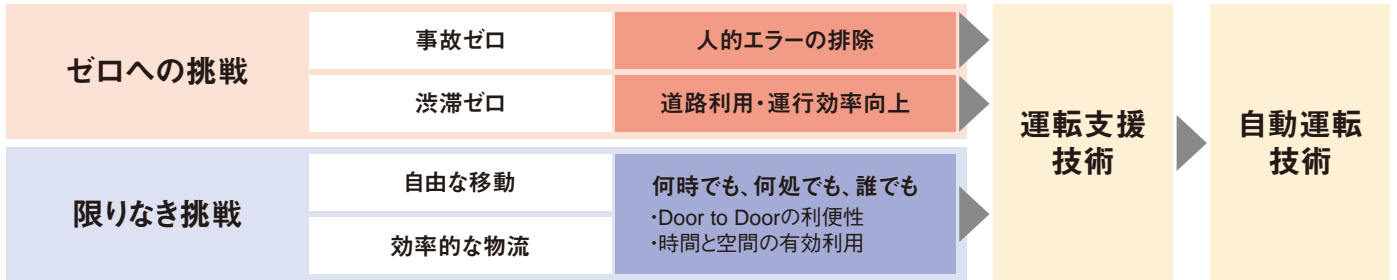 ゼロへの挑戦
事故ゼロ
人的エラーの排除
渋滞ゼロ
道路利用・運行効率向上
限りなき挑戦
自由な移動
効率的な物流
何時でも、何処でも、誰でも
・Door to Doorの利便性
・時間と空間の有効利用
運転支援
技術
自動運転
技術